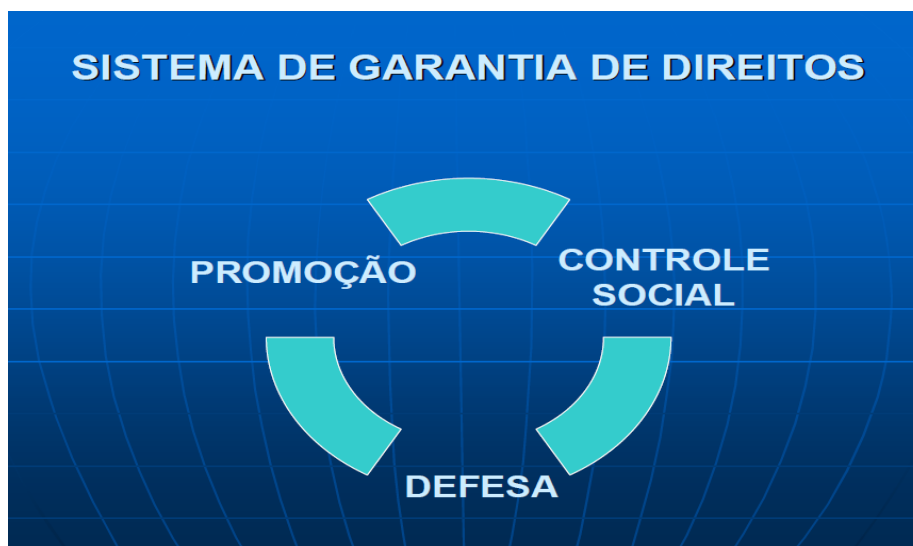 SISTEMA DE GARANTIA DE DIREITOS
PROMOÇÃO
CONTROLE
SOCIAL
DEFESA